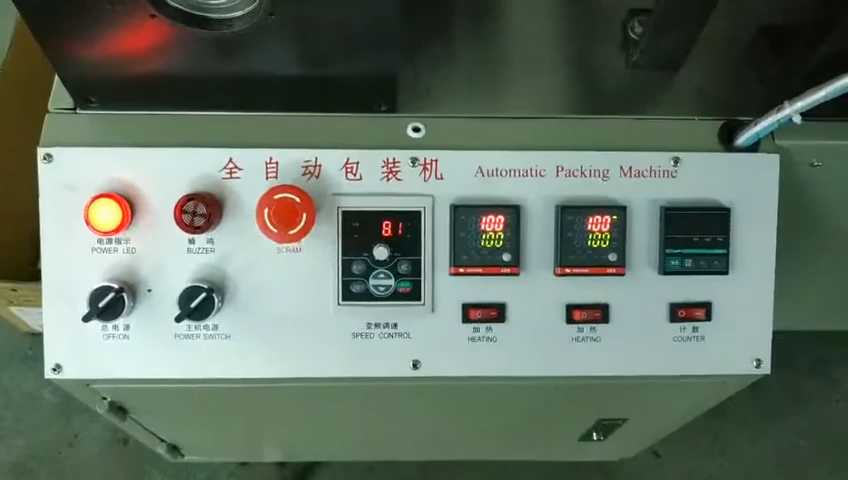 全自动包装机 Automatic Packing Machine
电源指示
POWER LED
蜂 鸣
BUZZER
SCRAM
81
变频调速
SPEED CONTROL
100
100
100
100
总 电源
OFF/ON
主机电源
POWER SWITCH
加 热
HEATING
加 热
HEATING
计 数
COUNTER